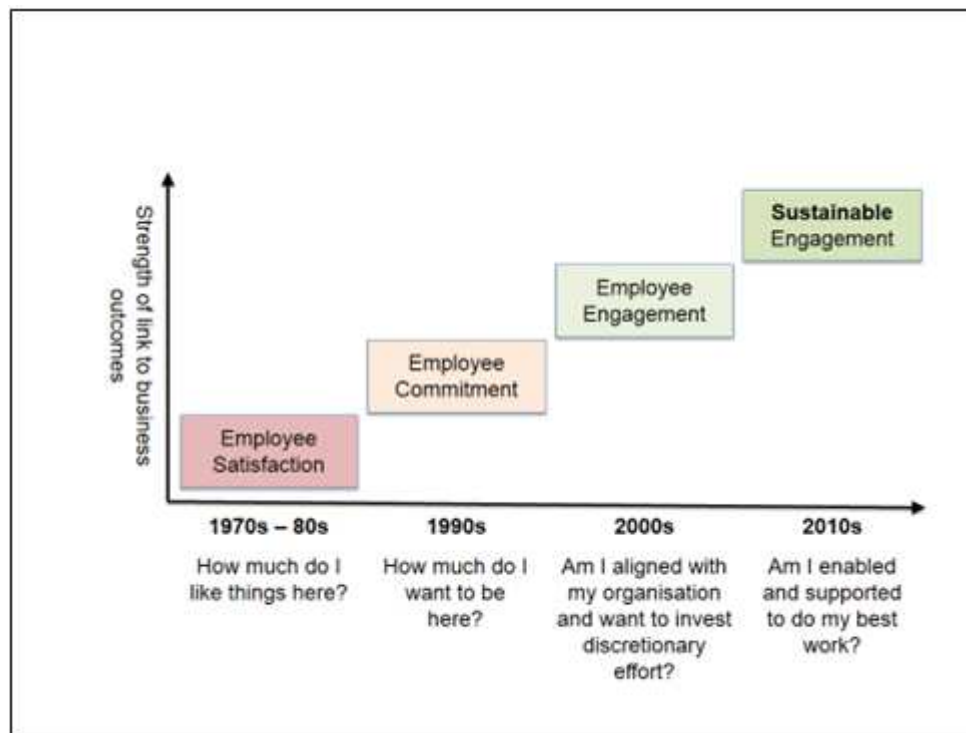 Strength of link to business
outcomes
Sustainable
Engagement
Employee
Engagement
Employee
Commitment
Employee
Satisfaction
1970s – 80s
How much do I
like things here?
1990s
How much do I
want to be
here?
2000s
Am I aligned with
my organisation
and want to invest
discretionary
effort?
2010s
Am I enabled
and supported
to do my best
work?